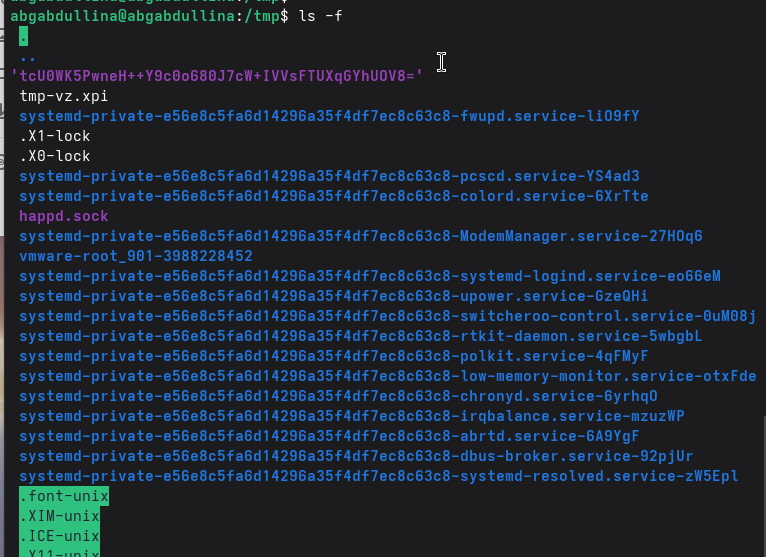 abgabdullina@abgabdullina:/tmp$ ls -f
.
..
'tcU0WK5PwneH++Y9c0o680J7cW+IVVsFTUXqGYhUOV8='
tmp-vz.xpi
systemd-private-e56e8c5fa6d14296a35f4df7ec8c63c8-fwupd.service-liO9fY
.X1-lock
.X0-lock
systemd-private-e56e8c5fa6d14296a35f4df7ec8c63c8-pcscd.service-YS4ad3
systemd-private-e56e8c5fa6d14296a35f4df7ec8c63c8-colord.service-6XrTte
happd.sock
systemd-private-e56e8c5fa6d14296a35f4df7ec8c63c8-ModemManager.service-27HOq6
vmware-root_901-3988228452
systemd-private-e56e8c5fa6d14296a35f4df7ec8c63c8-systemd-logind.service-eo66eM
systemd-private-e56e8c5fa6d14296a35f4df7ec8c63c8-upower.service-GzeQHi
systemd-private-e56e8c5fa6d14296a35f4df7ec8c63c8-switcheroo-control.service-0uM08j
systemd-private-e56e8c5fa6d14296a35f4df7ec8c63c8-rtkit-daemon.service-5wbgbL
systemd-private-e56e8c5fa6d14296a35f4df7ec8c63c8-polkit.service-4qFMyF
systemd-private-e56e8c5fa6d14296a35f4df7ec8c63c8-low-memory-monitor.service-otxFde
systemd-private-e56e8c5fa6d14296a35f4df7ec8c63c8-chronyd.service-6yrhqO
systemd-private-e56e8c5fa6d14296a35f4df7ec8c63c8-irqbalance.service-mzuzWP
systemd-private-e56e8c5fa6d14296a35f4df7ec8c63c8-abrtd.service-6A9YgF
systemd-private-e56e8c5fa6d14296a35f4df7ec8c63c8-dbus-broker.service-92pjUr
systemd-private-e56e8c5fa6d14296a35f4df7ec8c63c8-systemd-resolved.service-zW5Epl
.font-unix
.XIM-unix
.ICE-unix
.X11-unix